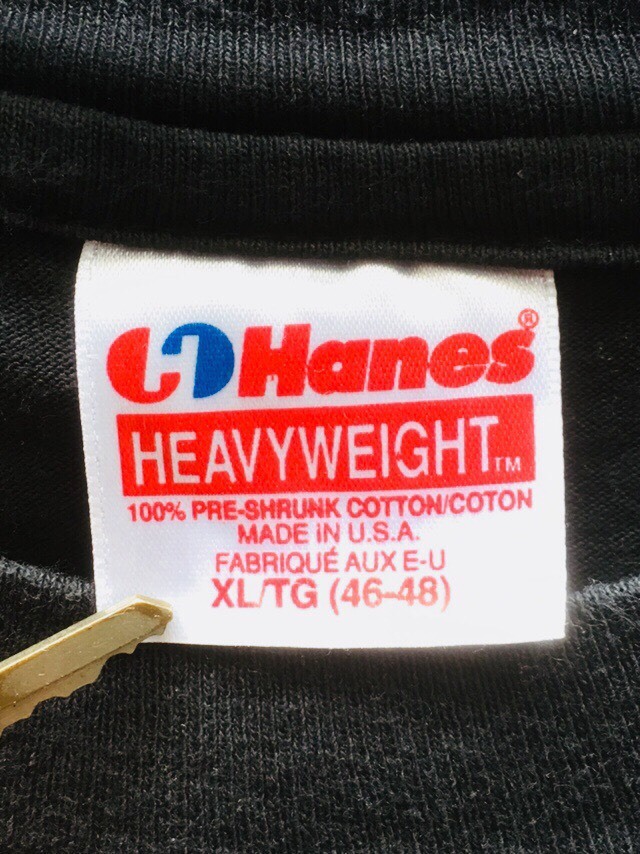 Hanes®
HEAVYWEIGHT™
100% PRE-SHRUNK COTTON/COTON
MADE iN U.S.A.
FABRIQUÉ AUX E-U
XL/TG (46-48)